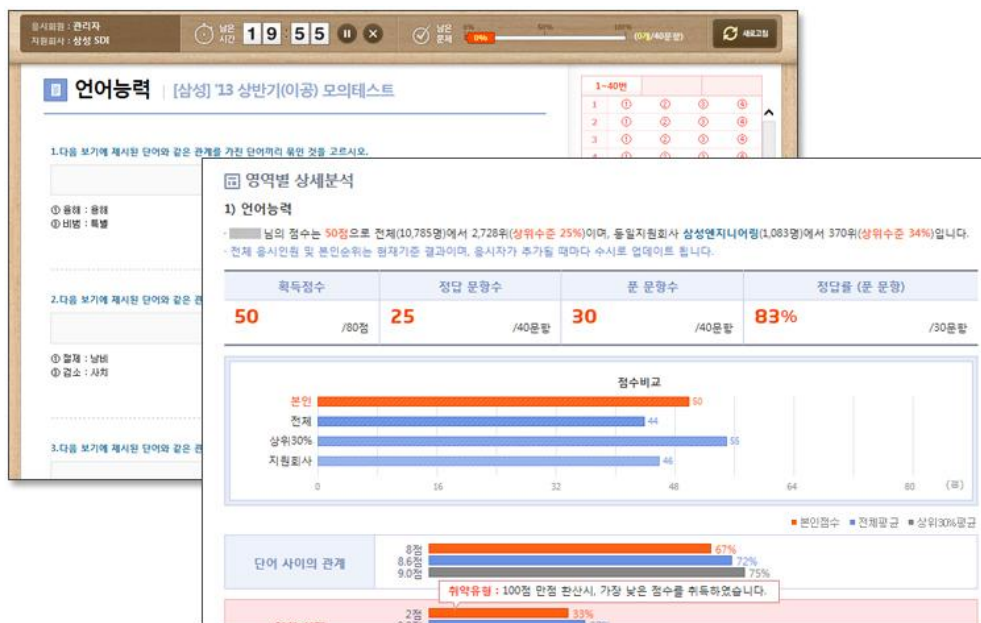 응시회원 : 관리자
지원회사 : 삼성 SDI
남은 시간
19:55
남은 문제
0%
50%
100%
0%
(0개/40문항)
새로고침
언어능력 | [삼성] '13 상반기(이공) 모의테스트
1~40번
1 ① ② ③ ④
2 ① ② ③ ④
3 ① ② ③ ④
1.다음 보기에 제시된 단어와 같은 관계를 가진 단어끼리 묶인 것을 고르시오.
① 용해 : 융해
③ 비범 : 특별
2.다음 보기에 제시된 단어와 같은 관
① 절제 : 낭비
③ 검소 : 사치
3.다음 보기에 제시된 단어와 같은 관
영역별 상세분석
1) 언어능력
· 님의 점수는 50점으로 전체(10,785명)에서 2,728위(상위수준 25%)이며, 동일지원회사 삼성엔지니어링(1,083명)에서 370위(상위수준 34%)입니다.
· 전체 응시인원 및 본인순위는 현재기준 결과이며, 응시자가 추가될 때마다 수시로 업데이트 됩니다.
획득점수 정답 문항수 푼 문항수 정답률 (푼 문항)
50 /80점 25 /40문항 30 /40문항 83% /30문항
점수비교
본인 50
전체 44
상위30% 55
지원회사 46
0 16 32 48 64 80 (점)
■ 본인점수 ■ 전체평균 ■ 상위30%평균
단어 사이의 관계
8점 67%
8.6점 72%
9.0점 75%
취약유형 : 100점 만점 환산시, 가장 낮은 점수를 취득하였습니다.
2점 33%